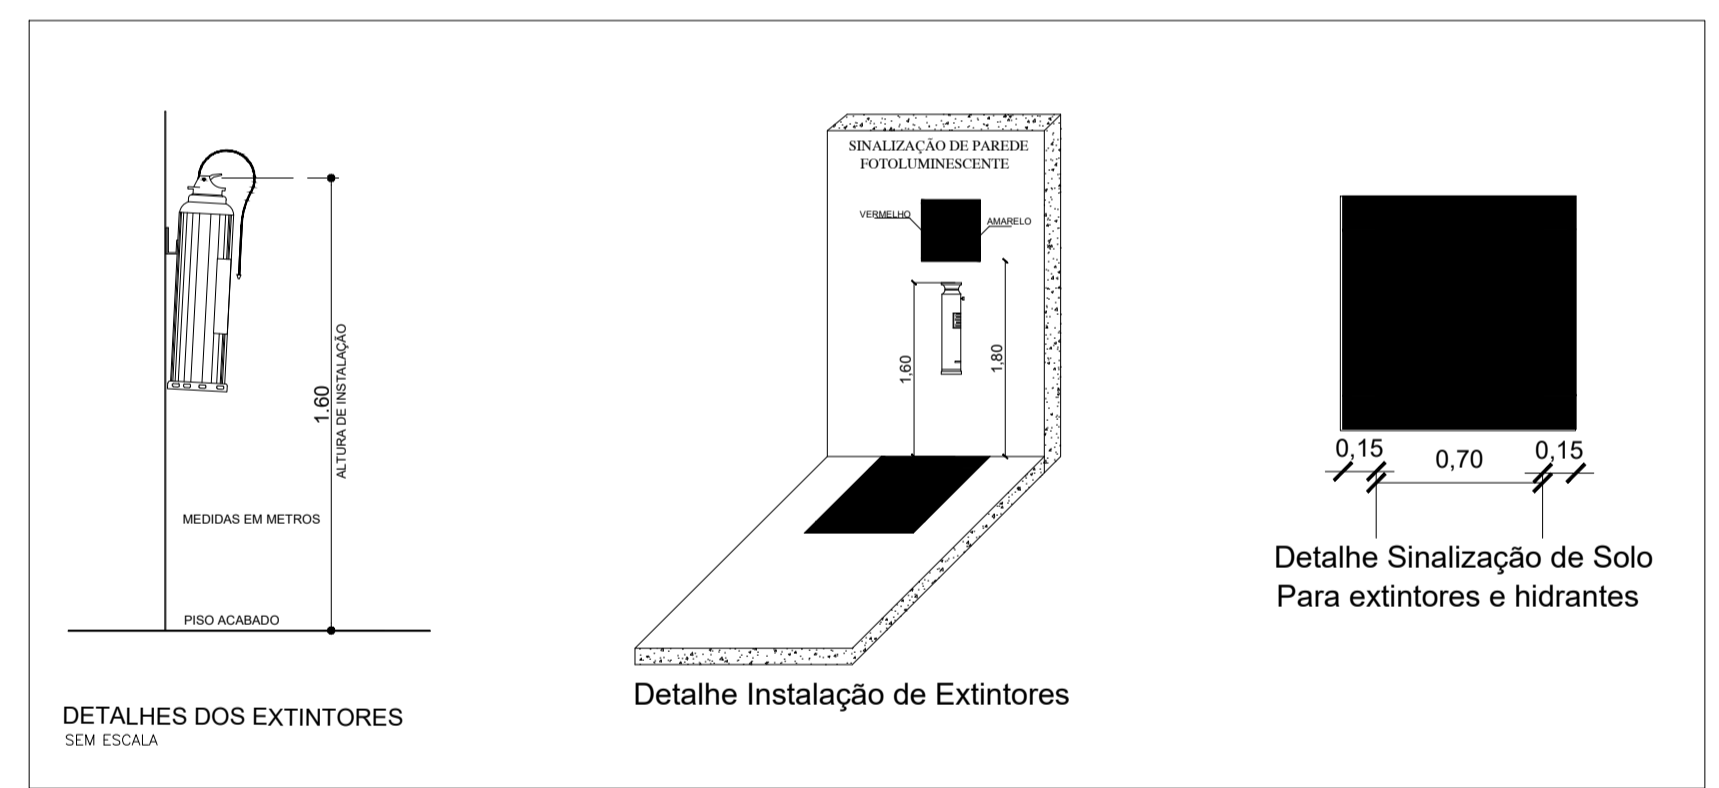 1.60
ALTURA DE INSTALAÇÃO
MEDIDAS EM METROS
PISO ACABADO
DETALHES DOS EXTINTORES
SEM ESCALA
SINALIZAÇÃO DE PAREDE
FOTOLUMINESCENTE
VERMELHO
AMARELO
1,60
1,80
Detalhe Instalação de Extintores
0,15
0,70
0,15
Detalhe Sinalização de Solo
Para extintores e hidrantes